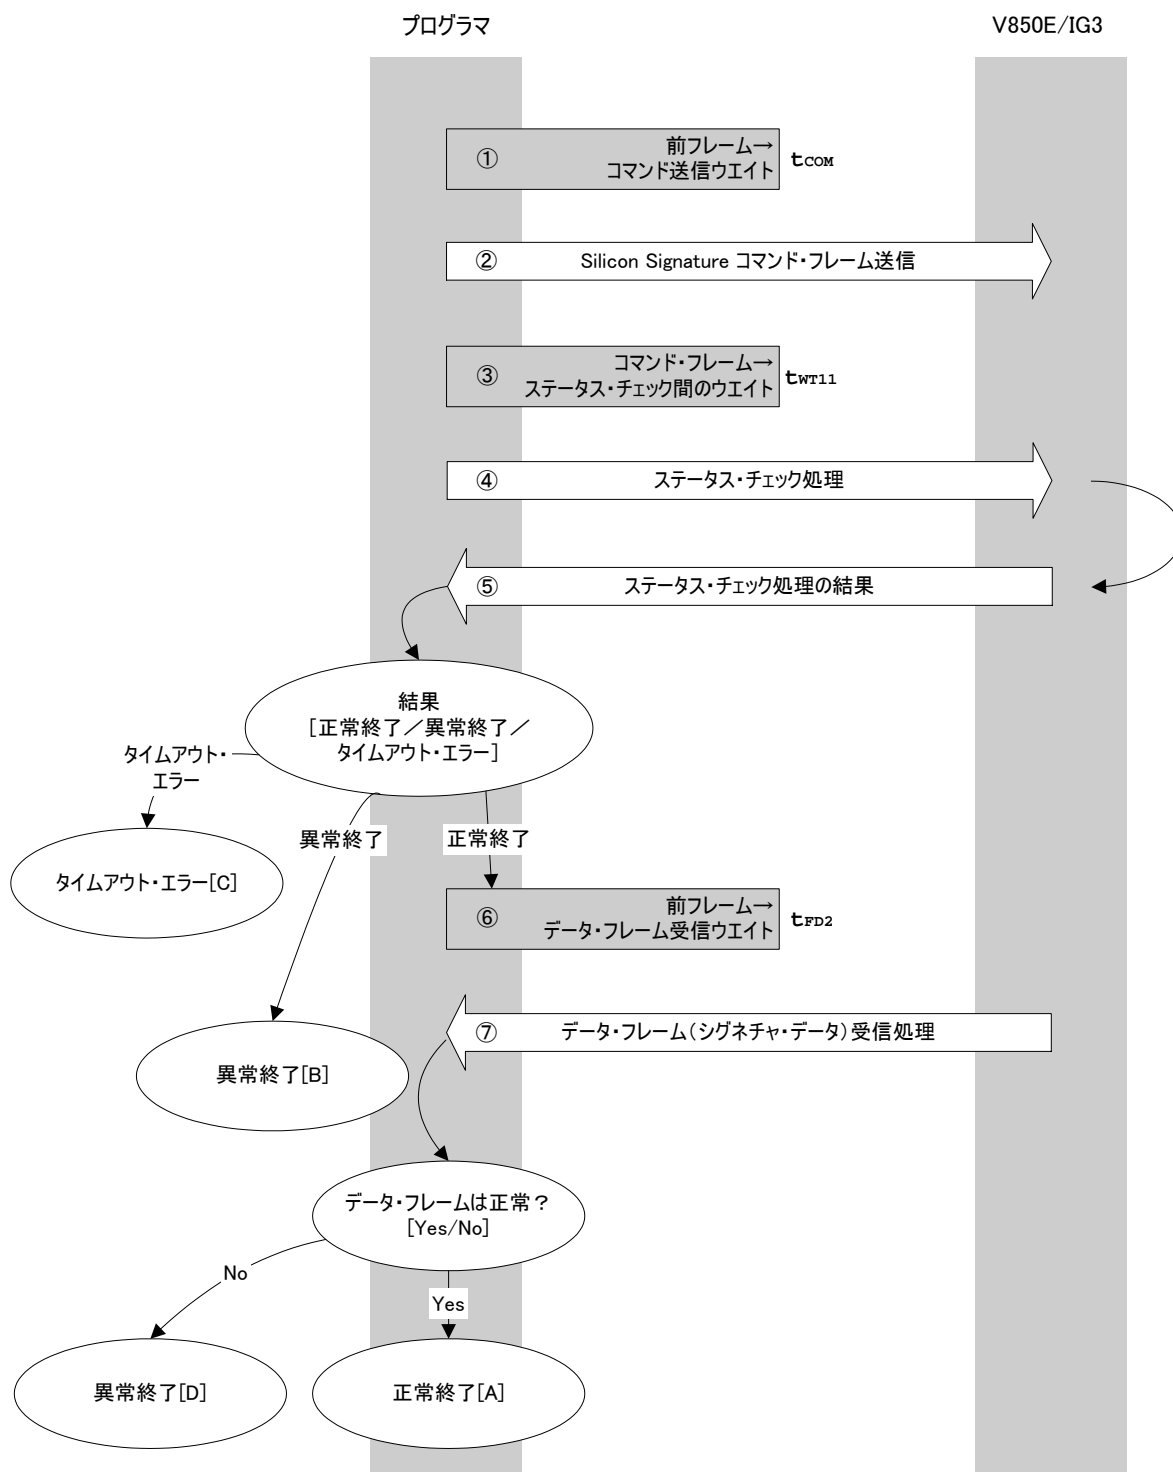 プログラマ
V850E/IG3
① 前フレーム→
コマンド送信ウエイト
tCOM
② Silicon Signature コマンド・フレーム送信
③ コマンド・フレーム→
ステータス・チェック間のウエイト
tWT11
④ ステータス・チェック処理
⑤ ステータス・チェック処理の結果
結果
[正常終了／異常終了／
タイムアウト・エラー]
タイムアウト・
エラー
異常終了
正常終了
タイムアウト・エラー[C]
⑥ 前フレーム→
データ・フレーム受信ウエイト
tFD2
⑦ データ・フレーム（シグネチャ・データ）受信処理
異常終了[B]
データ・フレームは正常？
[Yes/No]
No
Yes
異常終了[D]
正常終了[A]